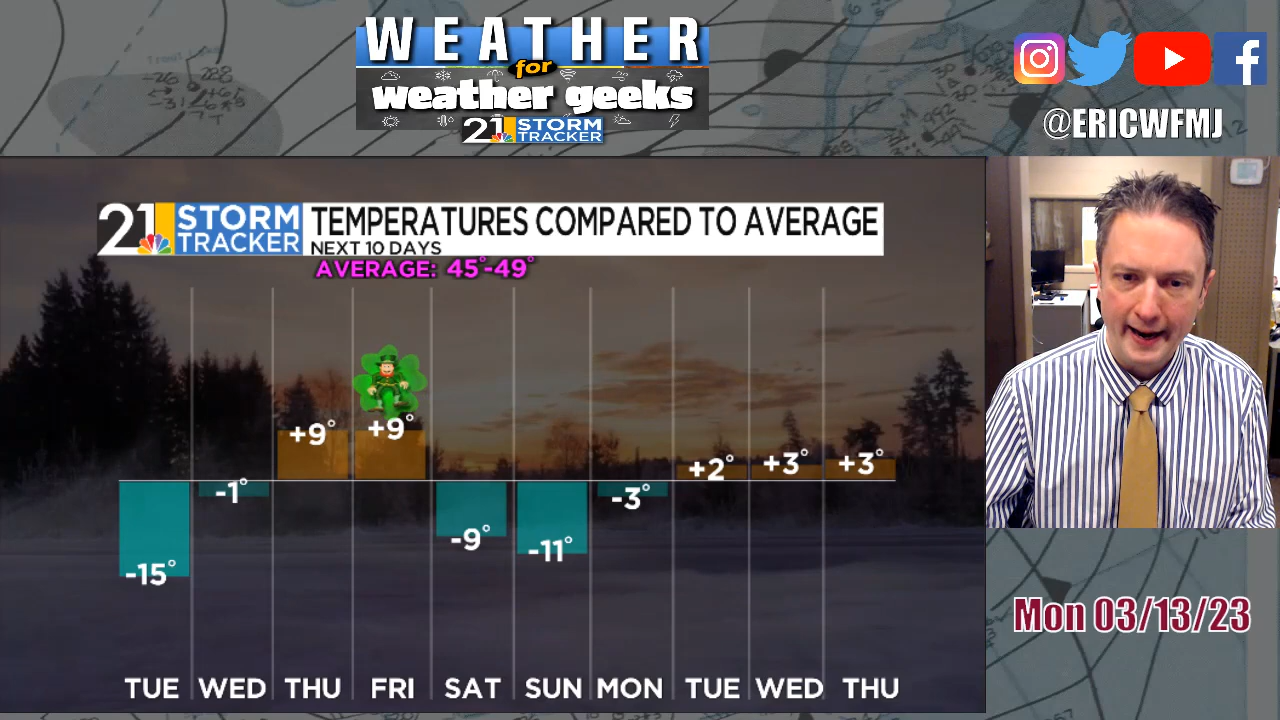 WEATHER
for
weather geeks
21 STORM
TRACKER
@ERICWFMJ
21 STORM
TRACKER
TEMPERATURES COMPARED TO AVERAGE
NEXT 10 DAYS
AVERAGE: 45°-49°
+9°
+9°
+2°
+3°
+3°
-15°
-1°
-9°
-11°
-3°
TUE WED THU FRI SAT SUN MON TUE WED THU
Mon 03/13/23